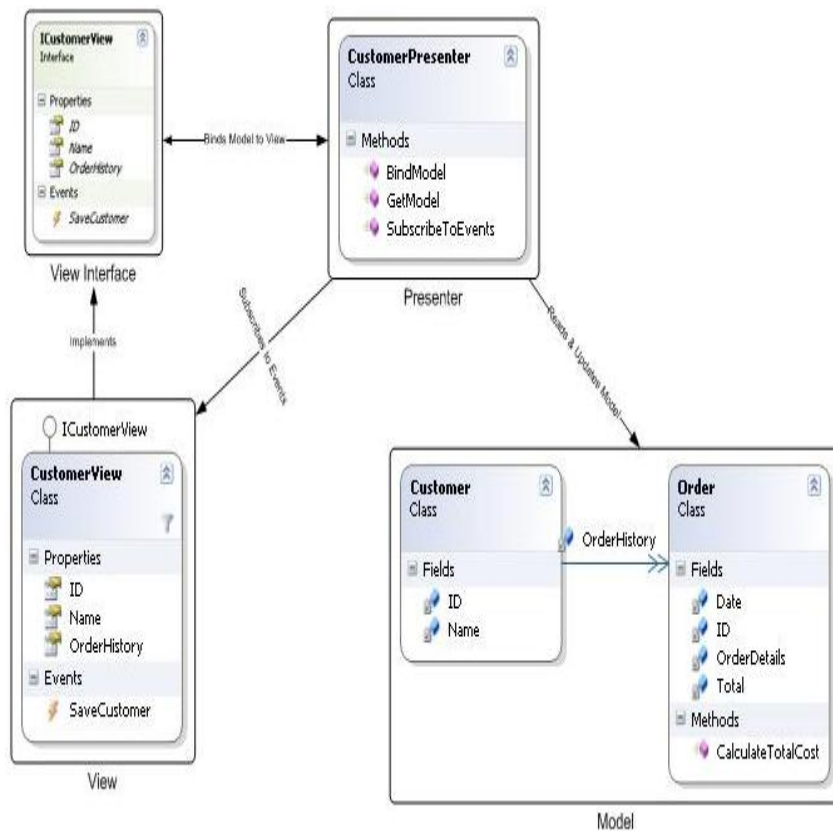 ICustomerView
Interface
Properties
ID
Name
OrderHistory
Events
SaveCustomer
View Interface
Binds Model to View
CustomerPresenter
Class
Methods
BindModel
GetModel
SubscribeToEvents
Presenter
Implements
Subscribes to Events
Reads & Updates Model
ICustomerView
CustomerView
Class
Properties
ID
Name
OrderHistory
Events
SaveCustomer
View
Customer
Class
Fields
ID
Name
OrderHistory
Order
Class
Fields
Date
ID
OrderDetails
Total
Methods
CalculateTotalCost
Model